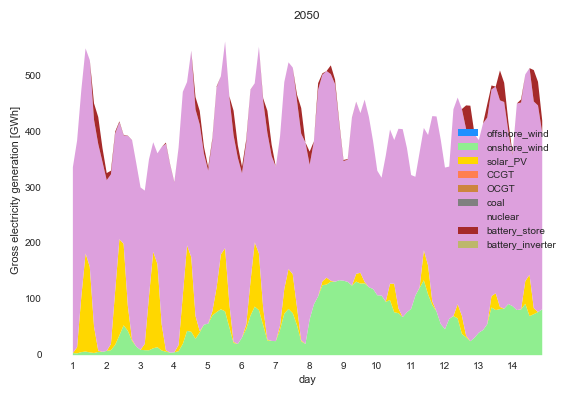 2050
Gross electricity generation [GWh]
500
400
300
200
100
0
offshore_wind
onshore_wind
solar_PV
CCGT
OCGT
coal
nuclear
battery_store
battery_inverter
1 2 3 4 5 6 7 8 9 10 11 12 13 14
day